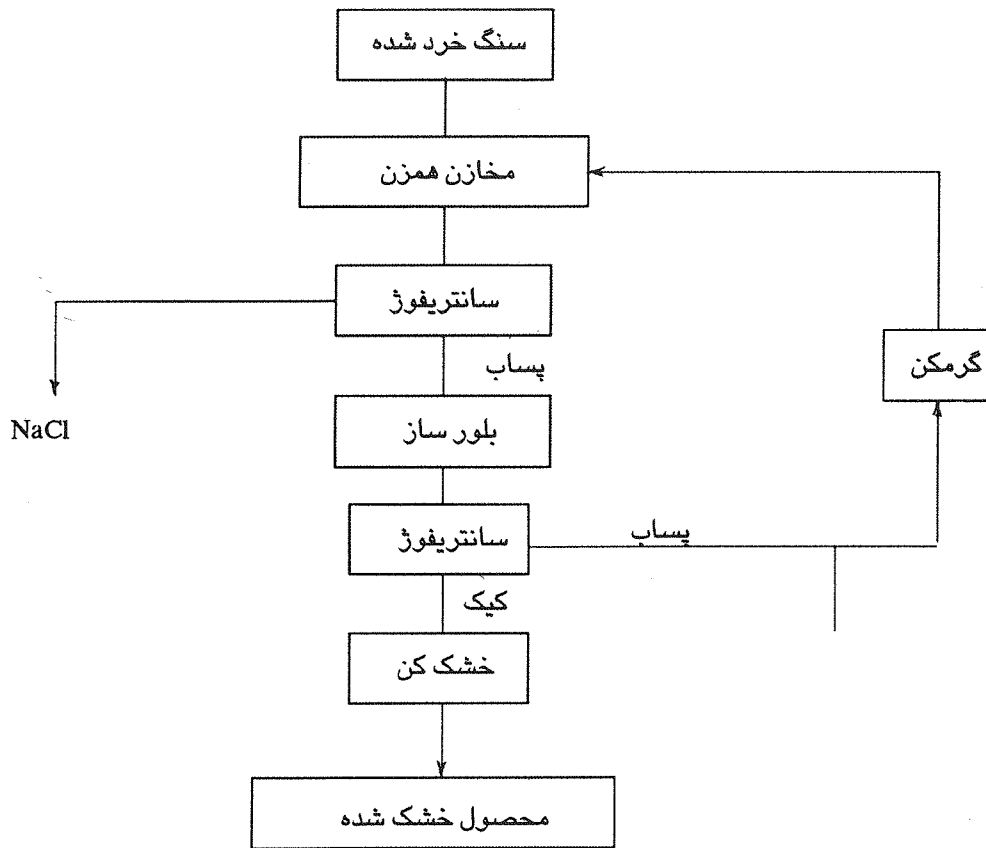 سنگ خرد شده
مخازن همزن
سانتریفوژ
پساب
گرمکن
NaCl
بلور ساز
سانتریفوژ
پساب
کیک
خشک کن
محصول خشک شده